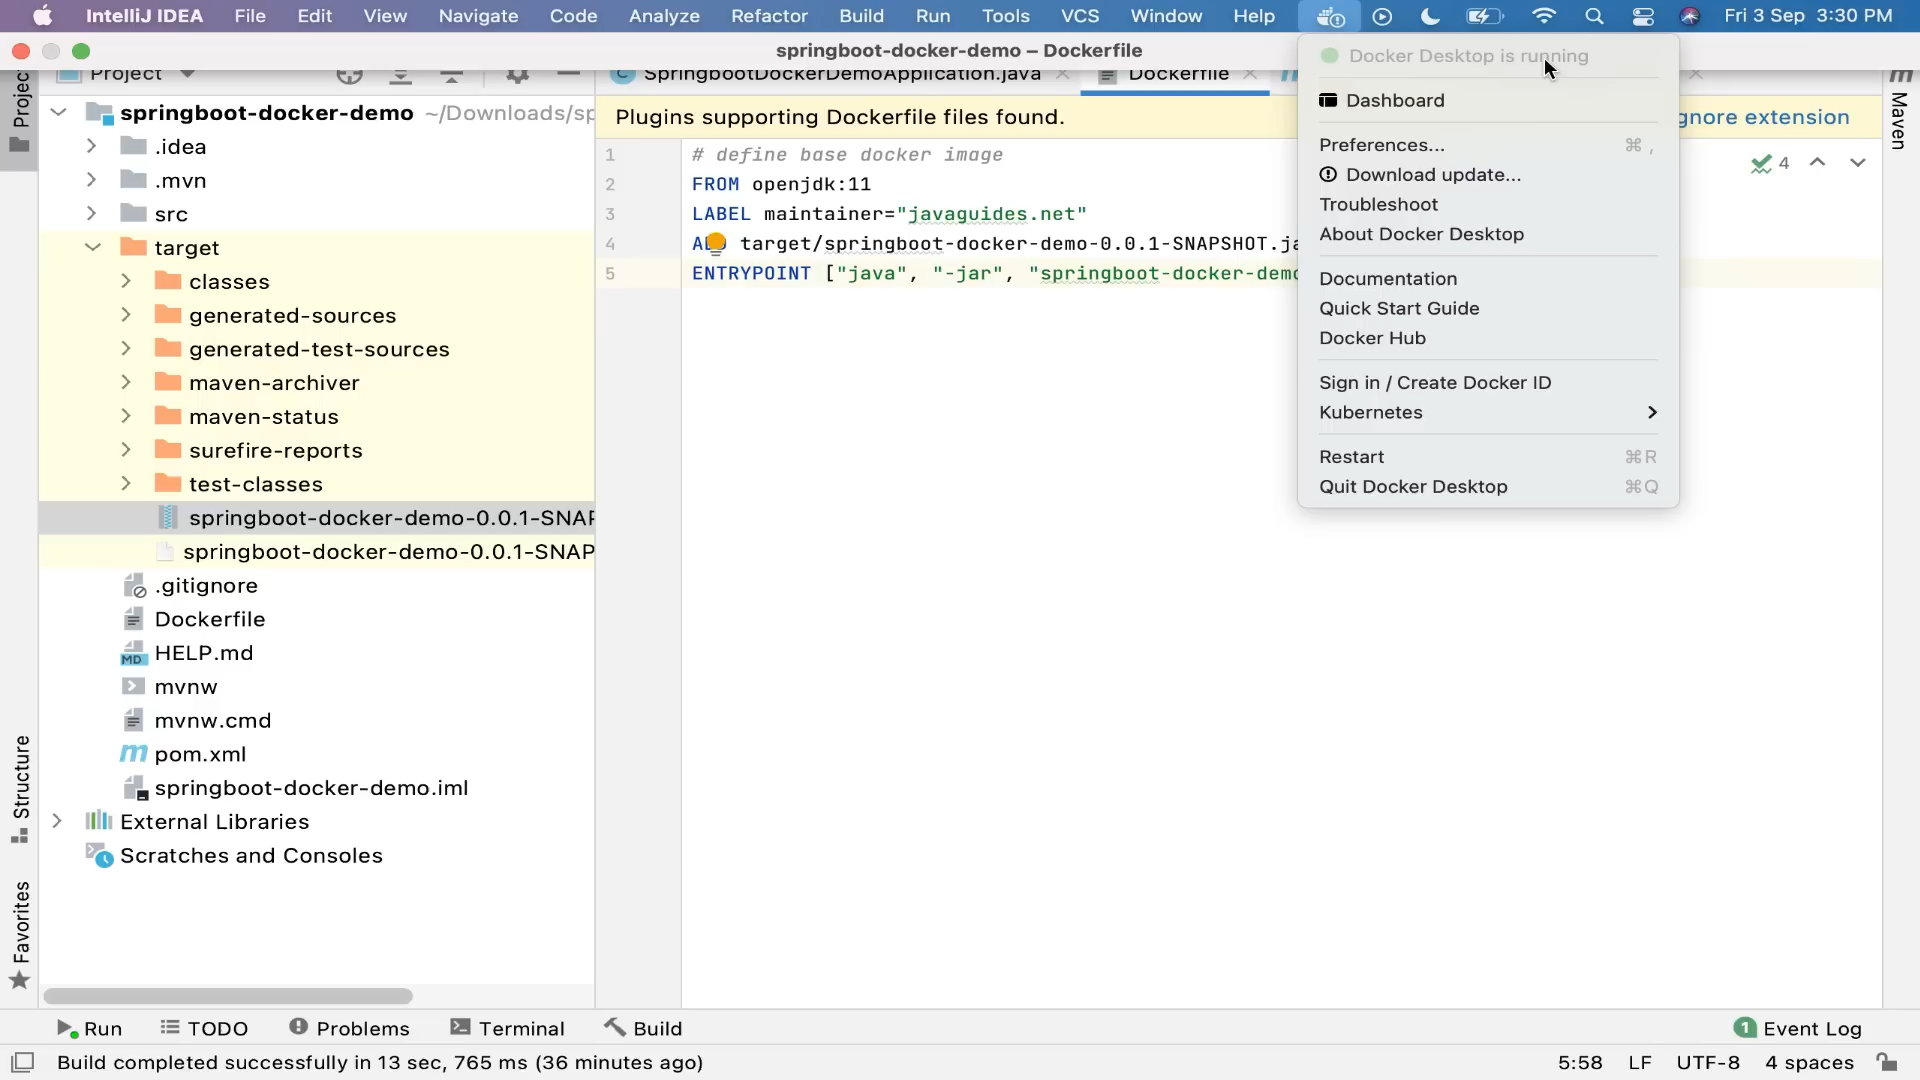 IntelliJ IDEA File Edit View Navigate Code Analyze Refactor Build Run Tools VCS Window Help Fri 3 Sep 3:30 PM
springboot-docker-demo – Dockerfile
Project
SpringbootDockerDemoApplication.java
Dockerfile
Project
Maven
springboot-docker-demo ~/Downloads/sp
.idea
.mvn
src
target
classes
generated-sources
generated-test-sources
maven-archiver
maven-status
surefire-reports
test-classes
springboot-docker-demo-0.0.1-SNAP
springboot-docker-demo-0.0.1-SNAP
.gitignore
Dockerfile
HELP.md
mvnw
mvnw.cmd
pom.xml
springboot-docker-demo.iml
External Libraries
Scratches and Consoles
Structure
Favorites
Plugins supporting Dockerfile files found.
gnore extension
4
1 # define base docker image
2 FROM openjdk:11
3 LABEL maintainer="javaguides.net"
4 target/springboot-docker-demo-0.0.1-SNAPSHOT.ja
5 ENTRYPOINT ["java", "-jar", "springboot-docker-demo
Docker Desktop is running
Dashboard
Preferences... ⌘ ,
Download update...
Troubleshoot
About Docker Desktop
Documentation
Quick Start Guide
Docker Hub
Sign in / Create Docker ID
Kubernetes
Restart ⌘R
Quit Docker Desktop ⌘Q
Run TODO Problems Terminal Build 1 Event Log
Build completed successfully in 13 sec, 765 ms (36 minutes ago) 5:58 LF UTF-8 4 spaces